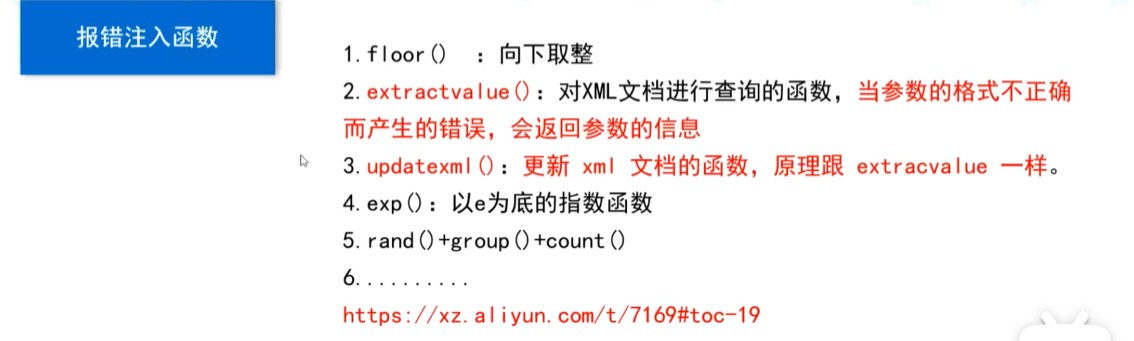 报错注入函数
1.floor() ：向下取整
2.extractvalue()：对XML文档进行查询的函数，当参数的格式不正确
而产生的错误，会返回参数的信息
3.updatexml()：更新 xml 文档的函数，原理跟 extracvalue 一样。
4.exp()：以e为底的指数函数
5.rand()+group()+count()
6..........
https://xz.aliyun.com/t/7169#toc-19